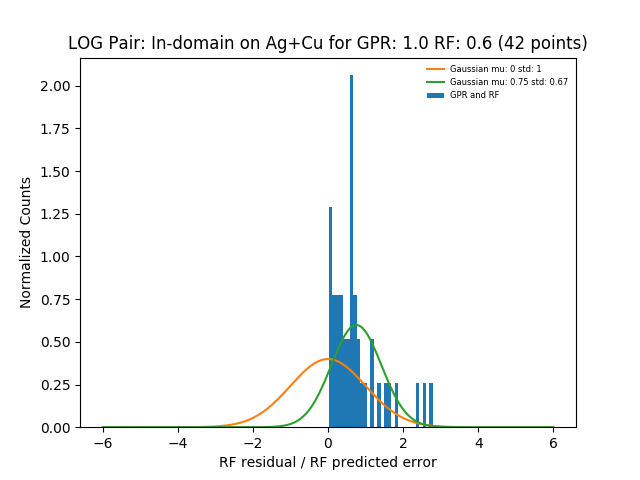 LOG Pair: In-domain on Ag+Cu for GPR: 1.0 RF: 0.6 (42 points)
Gaussian mu: 0 std: 1
Gaussian mu: 0.75 std: 0.67
GPR and RF
Normalized Counts
2.00
1.75
1.50
1.25
1.00
0.75
0.50
0.25
0.00
−6
−4
−2
0
2
4
6
RF residual / RF predicted error